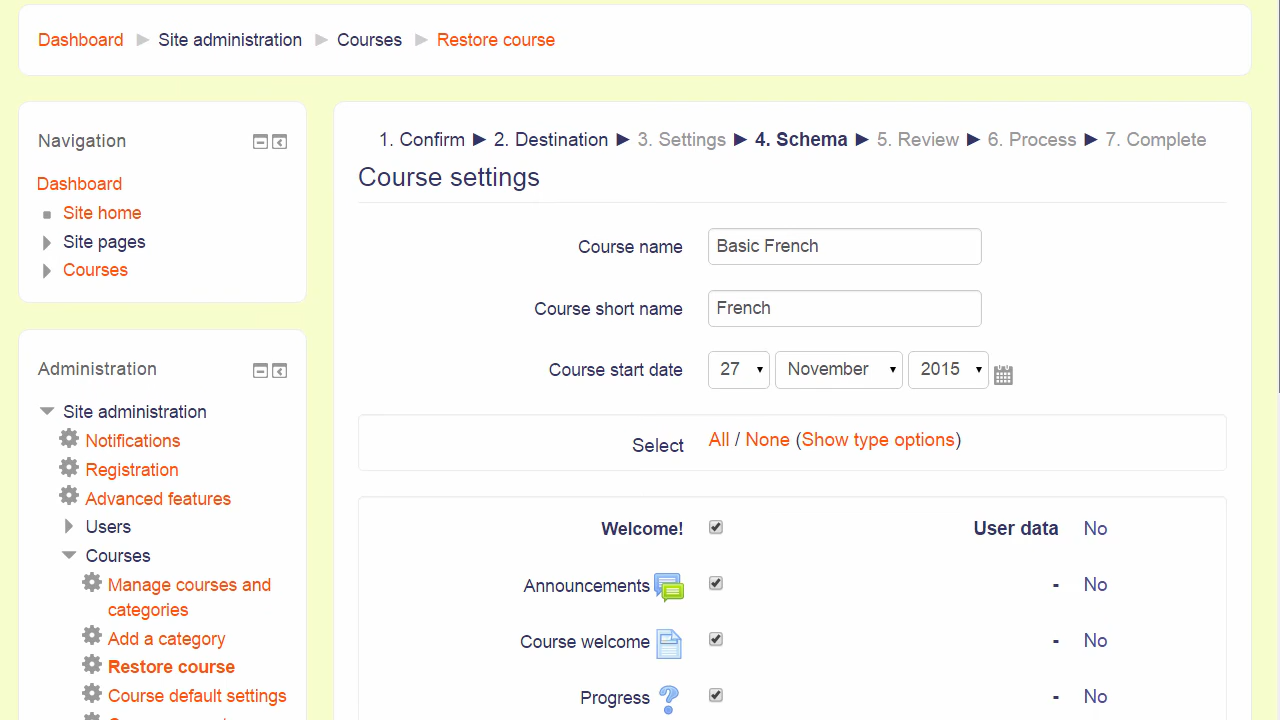 Dashboard ► Site administration ► Courses ► Restore course
Navigation
Dashboard
Site home
Site pages
Courses
Administration
Site administration
Notifications
Registration
Advanced features
Users
Courses
Manage courses and
categories
Add a category
Restore course
Course default settings
1. Confirm ► 2. Destination ► 3. Settings ► 4. Schema ► 5. Review ► 6. Process ► 7. Complete
Course settings
Course name Basic French
Course short name French
Course start date 27 November 2015
Select All / None (Show type options)
Welcome! User data No
Announcements - No
Course welcome - No
Progress - No